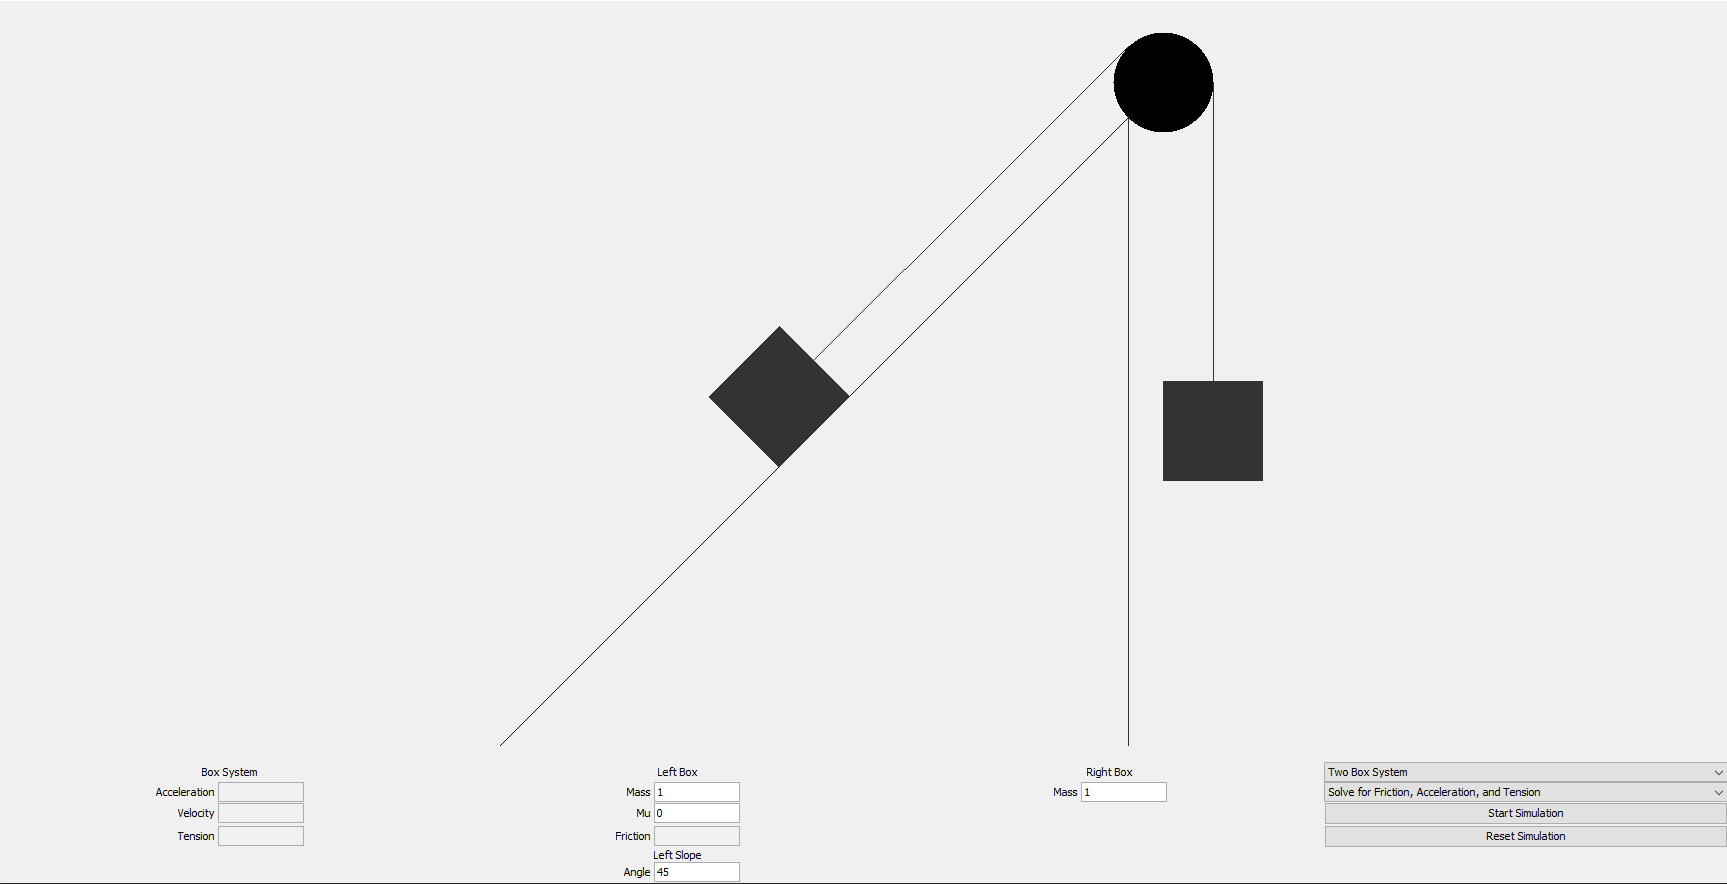 Box System
Acceleration
Velocity
Tension
Left Box
Mass 1
Mu 0
Friction
Left Slope
Angle 45
Right Box
Mass 1
Two Box System
Solve for Friction, Acceleration, and Tension
Start Simulation
Reset Simulation